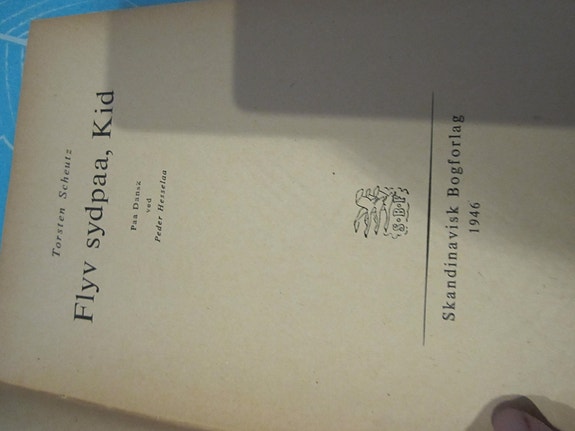 Torsten Scheutz
Flyv sydpaa, Kid
Paa Dansk
ved
Peder Hesselaa
S·B·F
Skandinavisk Bogforlag
1946